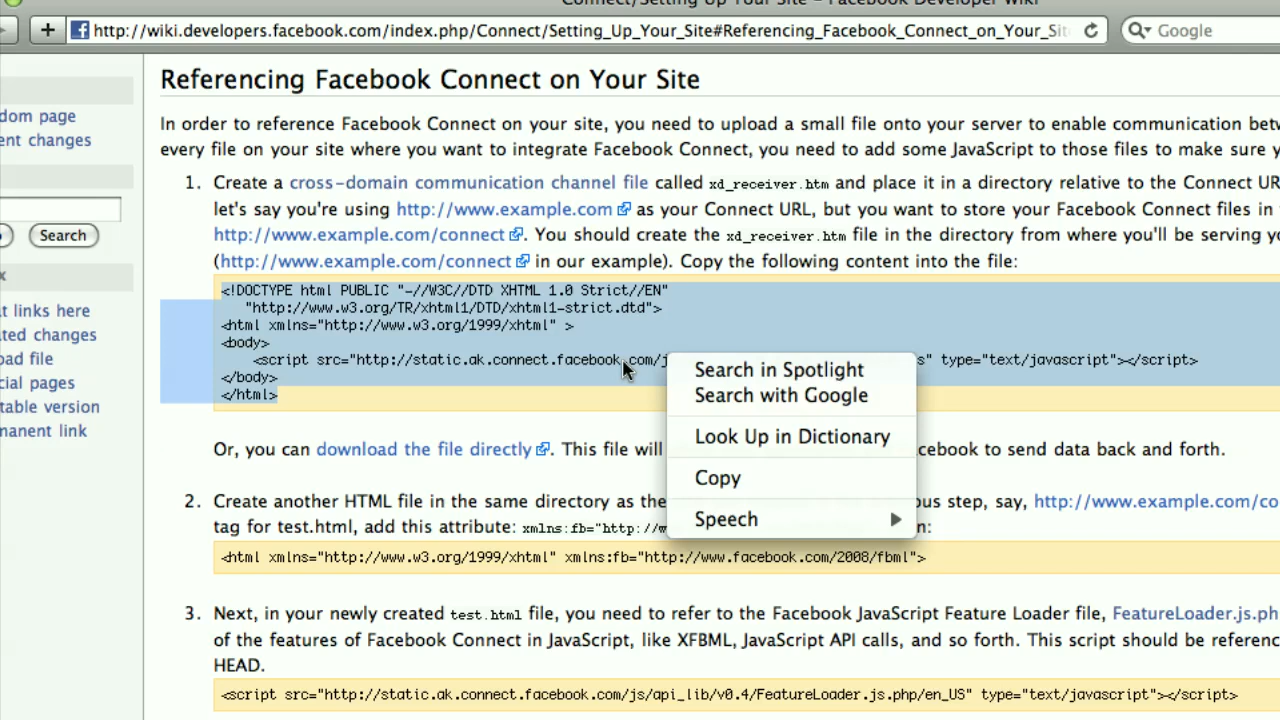 Connect/Setting Up Your Site - Facebook Developer Wiki
http://wiki.developers.facebook.com/index.php/Connect/Setting_Up_Your_Site#Referencing_Facebook_Connect_on_Your_Sit
Google
Referencing Facebook Connect on Your Site
dom page
ent changes
Search
x
t links here
ted changes
oad file
cial pages
table version
manent link
In order to reference Facebook Connect on your site, you need to upload a small file onto your server to enable communication betw
every file on your site where you want to integrate Facebook Connect, you need to add some JavaScript to those files to make sure y
1. Create a cross-domain communication channel file called xd_receiver.htm and place it in a directory relative to the Connect UR
let's say you're using http://www.example.com as your Connect URL, but you want to store your Facebook Connect files in
http://www.example.com/connect. You should create the xd_receiver.htm file in the directory from where you'll be serving yo
(http://www.example.com/connect in our example). Copy the following content into the file:
<!DOCTYPE html PUBLIC "-//W3C//DTD XHTML 1.0 Strict//EN"
"http://www.w3.org/TR/xhtml1/DTD/xhtml1-strict.dtd">
<html xmlns="http://www.w3.org/1999/xhtml" >
<body>
<script src="http://static.ak.connect.facebook.com/j s" type="text/javascript"></script>
</body>
</html>
Search in Spotlight
Search with Google
Look Up in Dictionary
Copy
Speech
Or, you can download the file directly. This file will cebook to send data back and forth.
2. Create another HTML file in the same directory as the ous step, say, http://www.example.com/co
tag for test.html, add this attribute: xmlns:fb="http://w n:
<html xmlns="http://www.w3.org/1999/xhtml" xmlns:fb="http://www.facebook.com/2008/fbml">
3. Next, in your newly created test.html file, you need to refer to the Facebook JavaScript Feature Loader file, FeatureLoader.js.ph
of the features of Facebook Connect in JavaScript, like XFBML, JavaScript API calls, and so forth. This script should be referenc
HEAD.
<script src="http://static.ak.connect.facebook.com/js/api_lib/v0.4/FeatureLoader.js.php/en_US" type="text/javascript"></script>